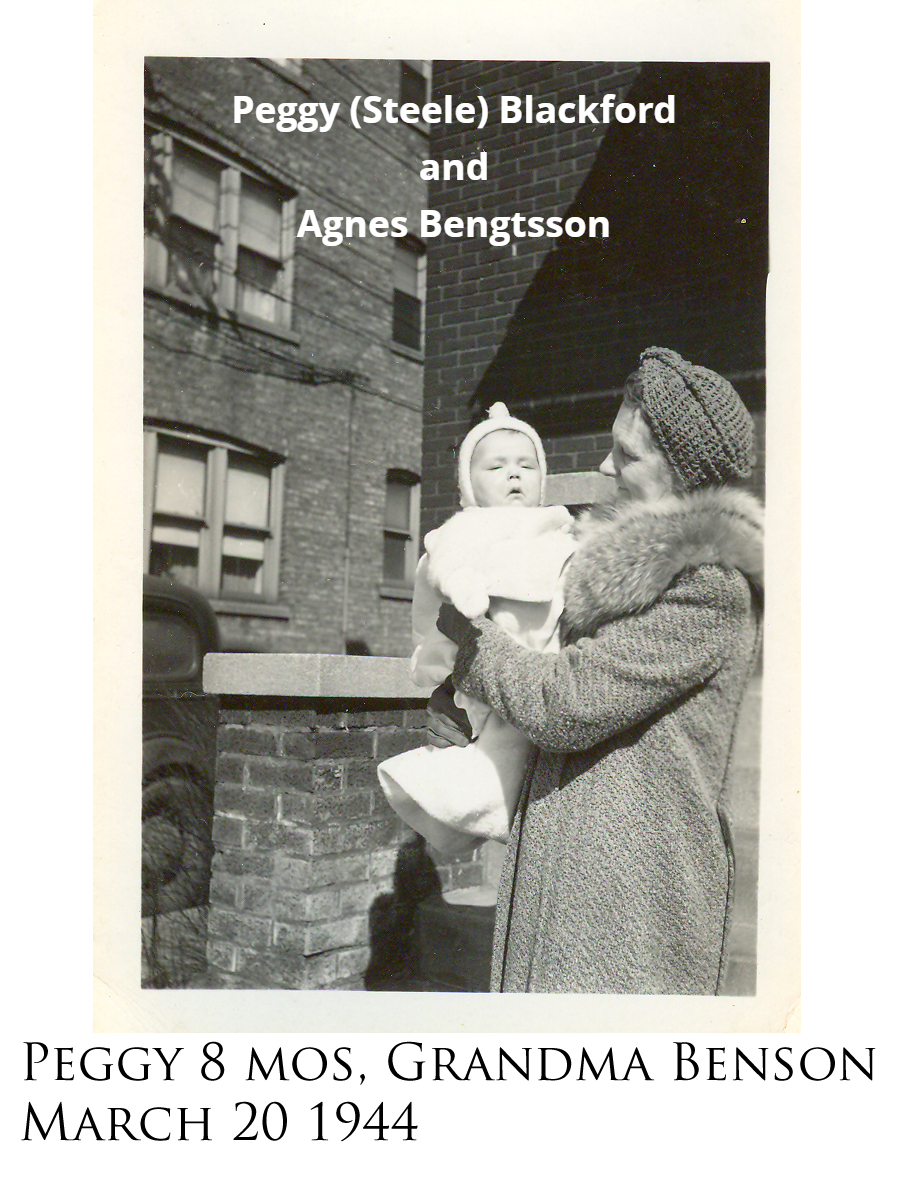 Peggy (Steele) Blackford
and
Agnes Bengtsson
Peggy 8 mos, Grandma Benson
March 20 1944